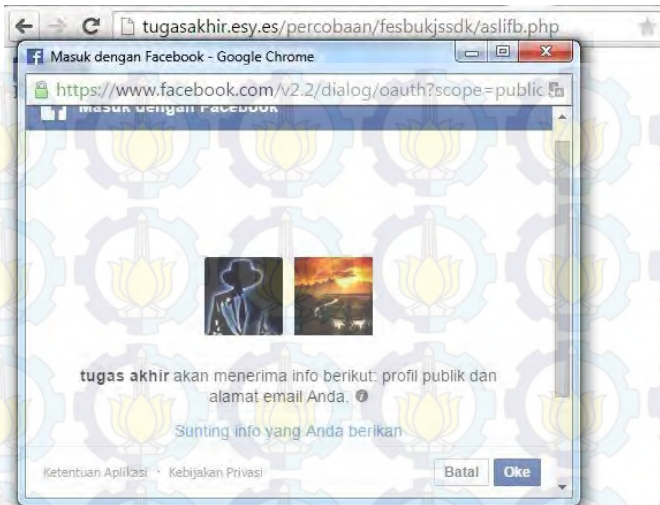 tugasakhir.esy.es/percobaan/fesbukjssdk/aslifb.php
Masuk dengan Facebook - Google Chrome
https://www.facebook.com/v2.2/dialog/oauth?scope=public
Masuk dengan Facebook
tugas akhir akan menerima info berikut: profil publik dan
alamat email Anda.
Sunting info yang Anda berikan
Ketentuan Aplikasi · Kebijakan Privasi Batal Oke